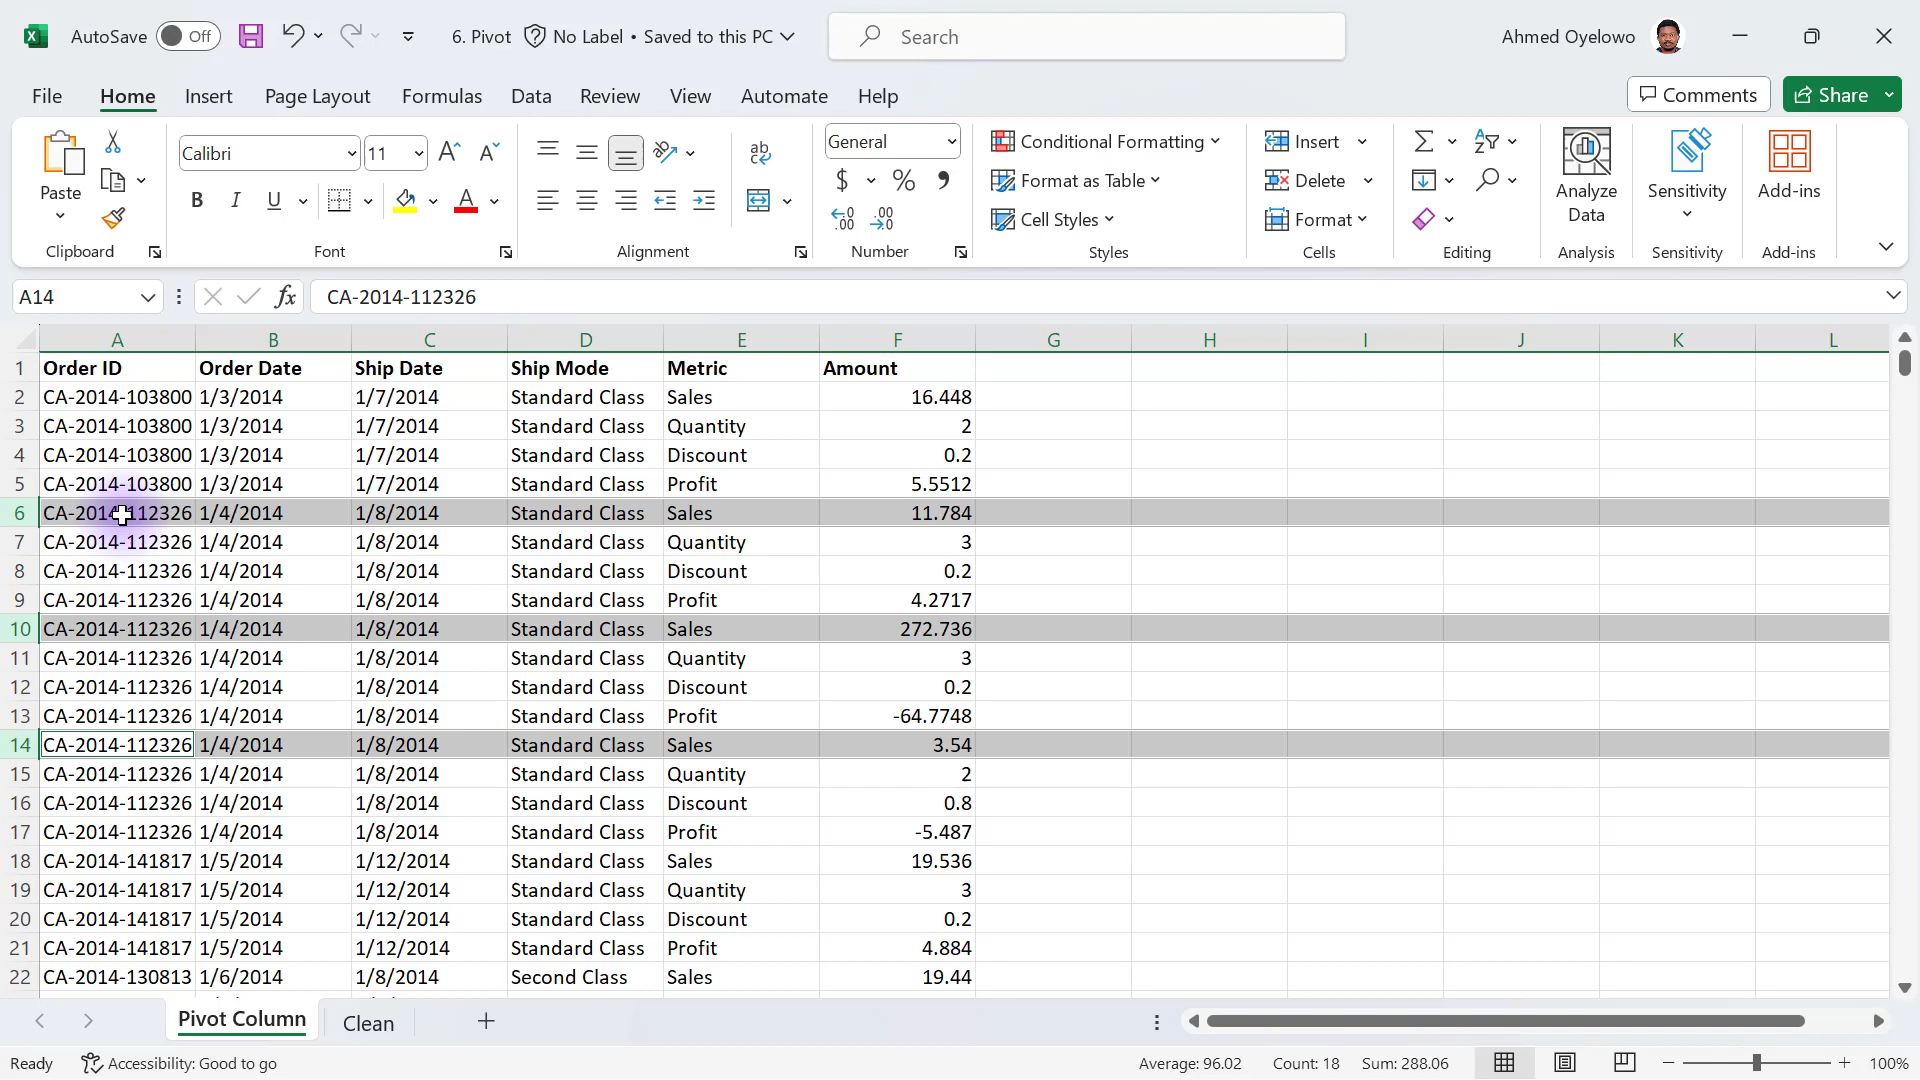 AutoSave Off 6. Pivot No Label • Saved to this PC Search Ahmed Oyelowo
File Home Insert Page Layout Formulas Data Review View Automate Help Comments Share
Paste Calibri 11 A A ab c General Conditional Formatting Insert Analyze Data Sensitivity Add-ins
B I U A $ % Format as Table Delete
Cell Styles Format
Clipboard Font Alignment Number Styles Cells Editing Analysis Sensitivity Add-ins
A14 fx CA-2014-112326
A B C D E F G H I J K L
1 Order ID Order Date Ship Date Ship Mode Metric Amount
2 CA-2014-103800 1/3/2014 1/7/2014 Standard Class Sales 16.448
3 CA-2014-103800 1/3/2014 1/7/2014 Standard Class Quantity 2
4 CA-2014-103800 1/3/2014 1/7/2014 Standard Class Discount 0.2
5 CA-2014-103800 1/3/2014 1/7/2014 Standard Class Profit 5.5512
6 CA-2014-112326 1/4/2014 1/8/2014 Standard Class Sales 11.784
7 CA-2014-112326 1/4/2014 1/8/2014 Standard Class Quantity 3
8 CA-2014-112326 1/4/2014 1/8/2014 Standard Class Discount 0.2
9 CA-2014-112326 1/4/2014 1/8/2014 Standard Class Profit 4.2717
10 CA-2014-112326 1/4/2014 1/8/2014 Standard Class Sales 272.736
11 CA-2014-112326 1/4/2014 1/8/2014 Standard Class Quantity 3
12 CA-2014-112326 1/4/2014 1/8/2014 Standard Class Discount 0.2
13 CA-2014-112326 1/4/2014 1/8/2014 Standard Class Profit -64.7748
14 CA-2014-112326 1/4/2014 1/8/2014 Standard Class Sales 3.54
15 CA-2014-112326 1/4/2014 1/8/2014 Standard Class Quantity 2
16 CA-2014-112326 1/4/2014 1/8/2014 Standard Class Discount 0.8
17 CA-2014-112326 1/4/2014 1/8/2014 Standard Class Profit -5.487
18 CA-2014-141817 1/5/2014 1/12/2014 Standard Class Sales 19.536
19 CA-2014-141817 1/5/2014 1/12/2014 Standard Class Quantity 3
20 CA-2014-141817 1/5/2014 1/12/2014 Standard Class Discount 0.2
21 CA-2014-141817 1/5/2014 1/12/2014 Standard Class Profit 4.884
22 CA-2014-130813 1/6/2014 1/8/2014 Second Class Sales 19.44
Pivot Column Clean
Ready Accessibility: Good to go Average: 96.02 Count: 18 Sum: 288.06 100%